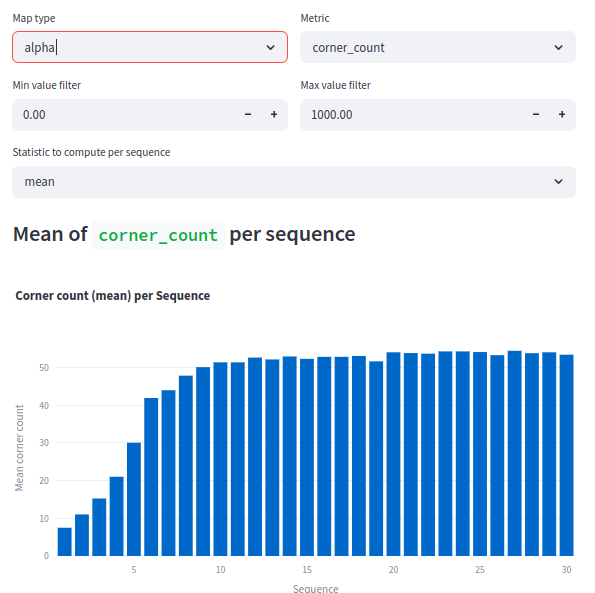 Map type
Metric
alpha
corner_count
Min value filter
Max value filter
0.00 − +
1000.00 − +
Statistic to compute per sequence
mean
Mean of corner_count per sequence
Corner count (mean) per Sequence
Mean corner count
50
40
30
20
10
0
5 10 15 20 25 30
Sequence